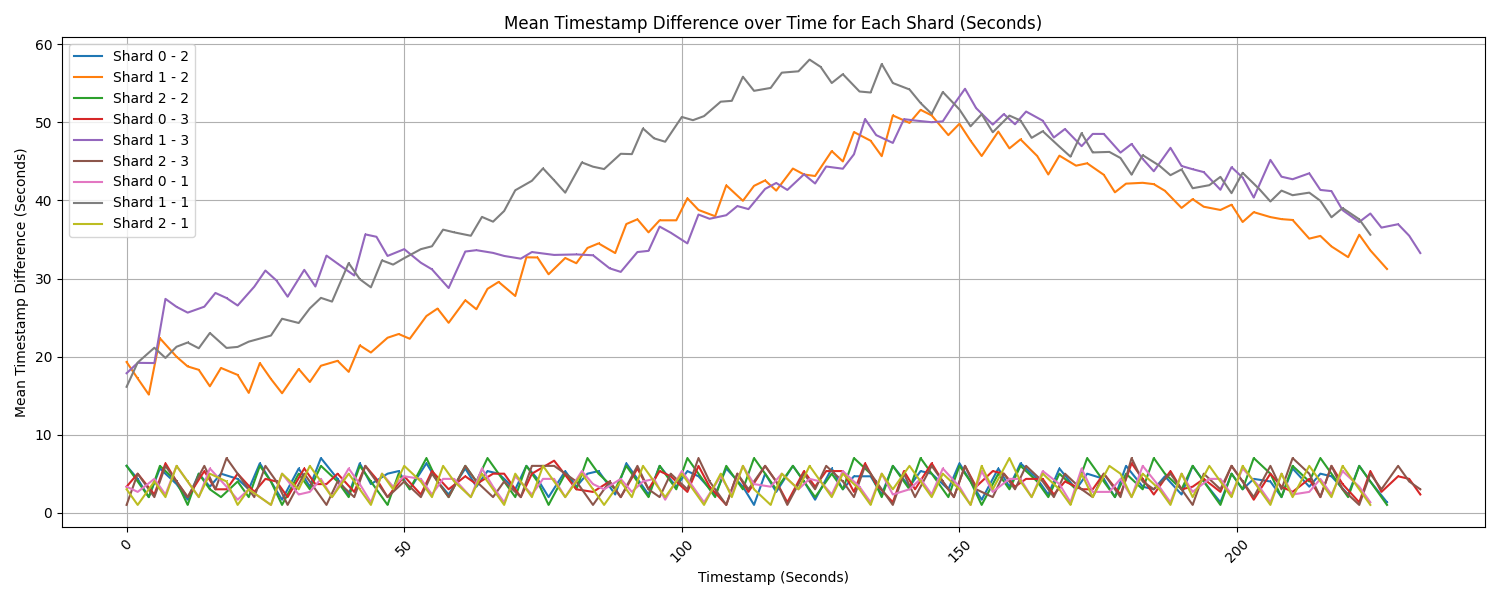 Mean Timestamp Difference over Time for Each Shard (Seconds)
Mean Timestamp Difference (Seconds)
60
50
40
30
20
10
0
Shard 0 - 2
Shard 1 - 2
Shard 2 - 2
Shard 0 - 3
Shard 1 - 3
Shard 2 - 3
Shard 0 - 1
Shard 1 - 1
Shard 2 - 1
0
50
100
150
200
Timestamp (Seconds)